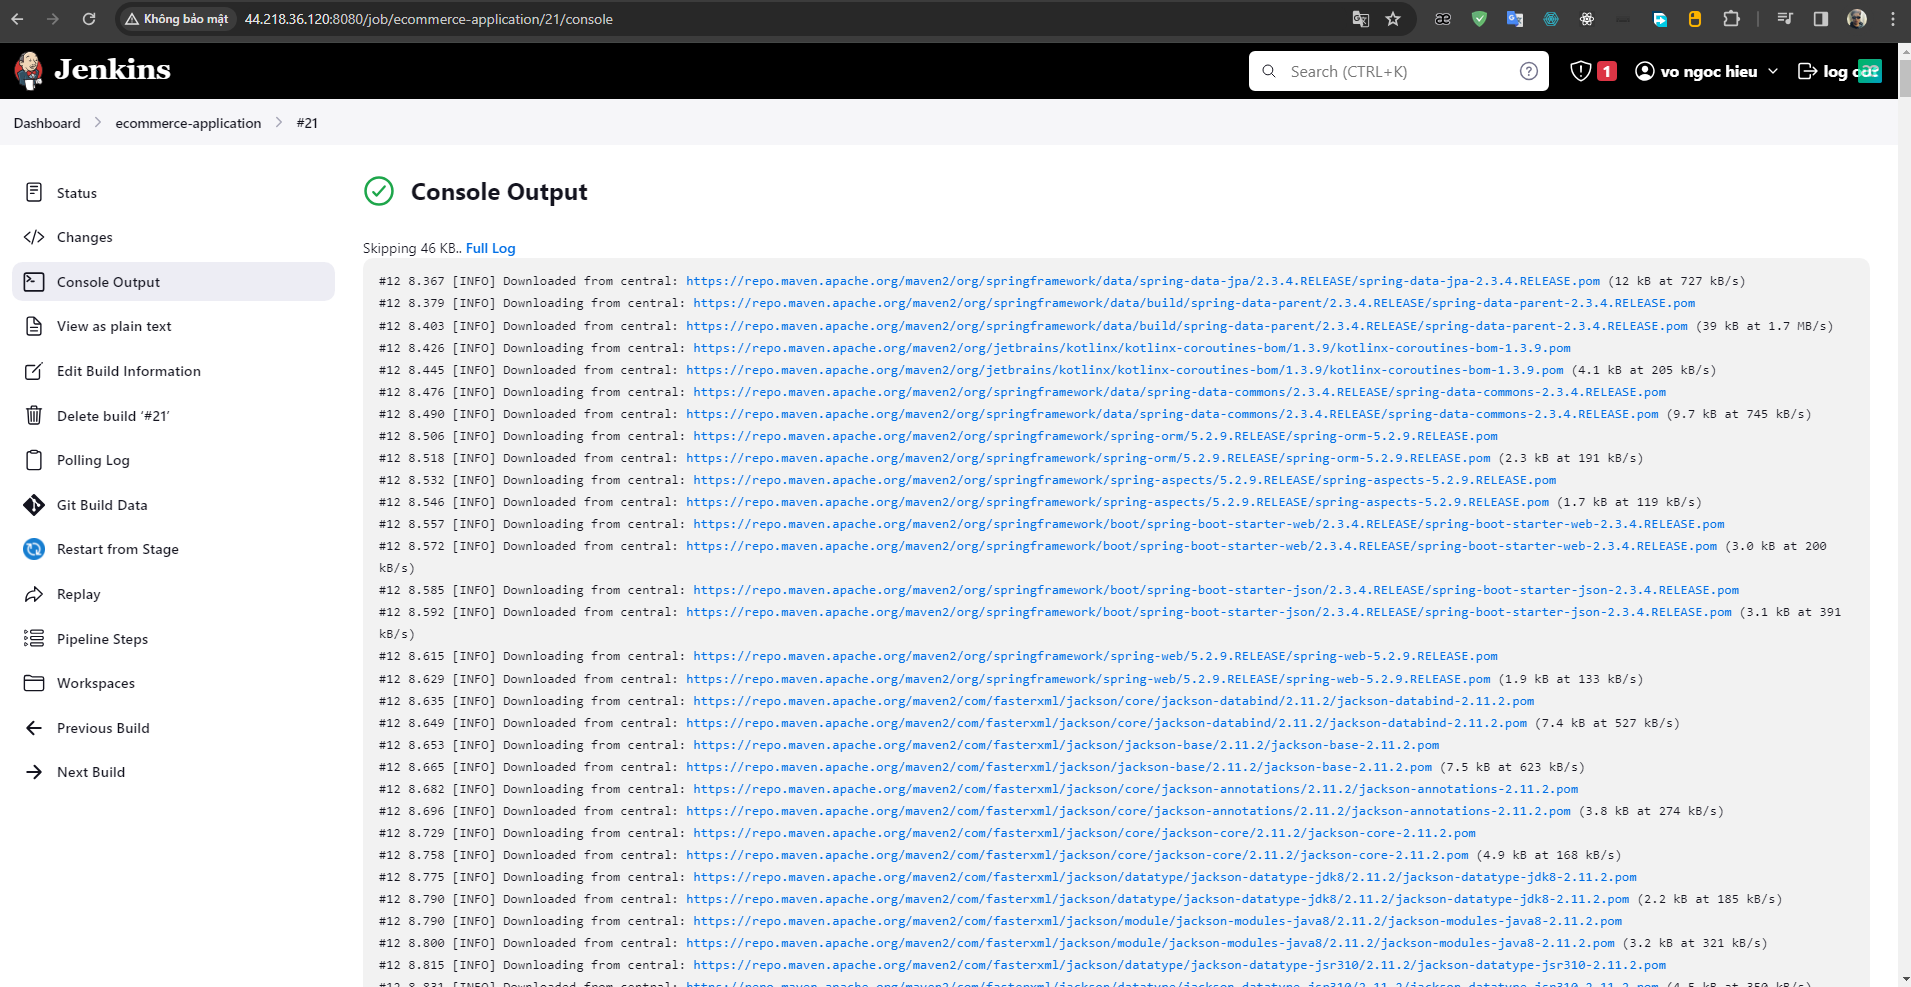 Không bảo mật
44.218.36.120:8080/job/ecommerce-application/21/console
Jenkins
Search (CTRL+K)
1
vo ngoc hieu
log
Dashboard
ecommerce-application
#21
Status
Changes
Console Output
View as plain text
Edit Build Information
Delete build ‘#21’
Polling Log
Git Build Data
Restart from Stage
Replay
Pipeline Steps
Workspaces
Previous Build
Next Build
Console Output
Skipping 46 KB.. Full Log
#12 8.367 [INFO] Downloaded from central: https://repo.maven.apache.org/maven2/org/springframework/data/spring-data-jpa/2.3.4.RELEASE/spring-data-jpa-2.3.4.RELEASE.pom (12 kB at 727 kB/s)
#12 8.379 [INFO] Downloading from central: https://repo.maven.apache.org/maven2/org/springframework/data/build/spring-data-parent/2.3.4.RELEASE/spring-data-parent-2.3.4.RELEASE.pom
#12 8.403 [INFO] Downloaded from central: https://repo.maven.apache.org/maven2/org/springframework/data/build/spring-data-parent/2.3.4.RELEASE/spring-data-parent-2.3.4.RELEASE.pom (39 kB at 1.7 MB/s)
#12 8.426 [INFO] Downloading from central: https://repo.maven.apache.org/maven2/org/jetbrains/kotlinx/kotlinx-coroutines-bom/1.3.9/kotlinx-coroutines-bom-1.3.9.pom
#12 8.445 [INFO] Downloaded from central: https://repo.maven.apache.org/maven2/org/jetbrains/kotlinx/kotlinx-coroutines-bom/1.3.9/kotlinx-coroutines-bom-1.3.9.pom (4.1 kB at 205 kB/s)
#12 8.476 [INFO] Downloading from central: https://repo.maven.apache.org/maven2/org/springframework/data/spring-data-commons/2.3.4.RELEASE/spring-data-commons-2.3.4.RELEASE.pom
#12 8.490 [INFO] Downloaded from central: https://repo.maven.apache.org/maven2/org/springframework/data/spring-data-commons/2.3.4.RELEASE/spring-data-commons-2.3.4.RELEASE.pom (9.7 kB at 745 kB/s)
#12 8.506 [INFO] Downloading from central: https://repo.maven.apache.org/maven2/org/springframework/spring-orm/5.2.9.RELEASE/spring-orm-5.2.9.RELEASE.pom
#12 8.518 [INFO] Downloaded from central: https://repo.maven.apache.org/maven2/org/springframework/spring-orm/5.2.9.RELEASE/spring-orm-5.2.9.RELEASE.pom (2.3 kB at 191 kB/s)
#12 8.532 [INFO] Downloading from central: https://repo.maven.apache.org/maven2/org/springframework/spring-aspects/5.2.9.RELEASE/spring-aspects-5.2.9.RELEASE.pom
#12 8.546 [INFO] Downloaded from central: https://repo.maven.apache.org/maven2/org/springframework/spring-aspects/5.2.9.RELEASE/spring-aspects-5.2.9.RELEASE.pom (1.7 kB at 119 kB/s)
#12 8.557 [INFO] Downloading from central: https://repo.maven.apache.org/maven2/org/springframework/boot/spring-boot-starter-web/2.3.4.RELEASE/spring-boot-starter-web-2.3.4.RELEASE.pom
#12 8.572 [INFO] Downloaded from central: https://repo.maven.apache.org/maven2/org/springframework/boot/spring-boot-starter-web/2.3.4.RELEASE/spring-boot-starter-web-2.3.4.RELEASE.pom (3.0 kB at 200
kB/s)
#12 8.585 [INFO] Downloading from central: https://repo.maven.apache.org/maven2/org/springframework/boot/spring-boot-starter-json/2.3.4.RELEASE/spring-boot-starter-json-2.3.4.RELEASE.pom
#12 8.592 [INFO] Downloaded from central: https://repo.maven.apache.org/maven2/org/springframework/boot/spring-boot-starter-json/2.3.4.RELEASE/spring-boot-starter-json-2.3.4.RELEASE.pom (3.1 kB at 391
kB/s)
#12 8.615 [INFO] Downloading from central: https://repo.maven.apache.org/maven2/org/springframework/spring-web/5.2.9.RELEASE/spring-web-5.2.9.RELEASE.pom
#12 8.629 [INFO] Downloaded from central: https://repo.maven.apache.org/maven2/org/springframework/spring-web/5.2.9.RELEASE/spring-web-5.2.9.RELEASE.pom (1.9 kB at 133 kB/s)
#12 8.635 [INFO] Downloading from central: https://repo.maven.apache.org/maven2/com/fasterxml/jackson/core/jackson-databind/2.11.2/jackson-databind-2.11.2.pom
#12 8.649 [INFO] Downloaded from central: https://repo.maven.apache.org/maven2/com/fasterxml/jackson/core/jackson-databind/2.11.2/jackson-databind-2.11.2.pom (7.4 kB at 527 kB/s)
#12 8.653 [INFO] Downloading from central: https://repo.maven.apache.org/maven2/com/fasterxml/jackson/jackson-base/2.11.2/jackson-base-2.11.2.pom
#12 8.665 [INFO] Downloaded from central: https://repo.maven.apache.org/maven2/com/fasterxml/jackson/jackson-base/2.11.2/jackson-base-2.11.2.pom (7.5 kB at 623 kB/s)
#12 8.682 [INFO] Downloading from central: https://repo.maven.apache.org/maven2/com/fasterxml/jackson/core/jackson-annotations/2.11.2/jackson-annotations-2.11.2.pom
#12 8.696 [INFO] Downloaded from central: https://repo.maven.apache.org/maven2/com/fasterxml/jackson/core/jackson-annotations/2.11.2/jackson-annotations-2.11.2.pom (3.8 kB at 274 kB/s)
#12 8.729 [INFO] Downloading from central: https://repo.maven.apache.org/maven2/com/fasterxml/jackson/core/jackson-core/2.11.2/jackson-core-2.11.2.pom
#12 8.758 [INFO] Downloaded from central: https://repo.maven.apache.org/maven2/com/fasterxml/jackson/core/jackson-core/2.11.2/jackson-core-2.11.2.pom (4.9 kB at 168 kB/s)
#12 8.775 [INFO] Downloading from central: https://repo.maven.apache.org/maven2/com/fasterxml/jackson/datatype/jackson-datatype-jdk8/2.11.2/jackson-datatype-jdk8-2.11.2.pom
#12 8.790 [INFO] Downloaded from central: https://repo.maven.apache.org/maven2/com/fasterxml/jackson/datatype/jackson-datatype-jdk8/2.11.2/jackson-datatype-jdk8-2.11.2.pom (2.2 kB at 185 kB/s)
#12 8.790 [INFO] Downloading from central: https://repo.maven.apache.org/maven2/com/fasterxml/jackson/module/jackson-modules-java8/2.11.2/jackson-modules-java8-2.11.2.pom
#12 8.800 [INFO] Downloaded from central: https://repo.maven.apache.org/maven2/com/fasterxml/jackson/module/jackson-modules-java8/2.11.2/jackson-modules-java8-2.11.2.pom (3.2 kB at 321 kB/s)
#12 8.815 [INFO] Downloading from central: https://repo.maven.apache.org/maven2/com/fasterxml/jackson/datatype/jackson-datatype-jsr310/2.11.2/jackson-datatype-jsr310-2.11.2.pom